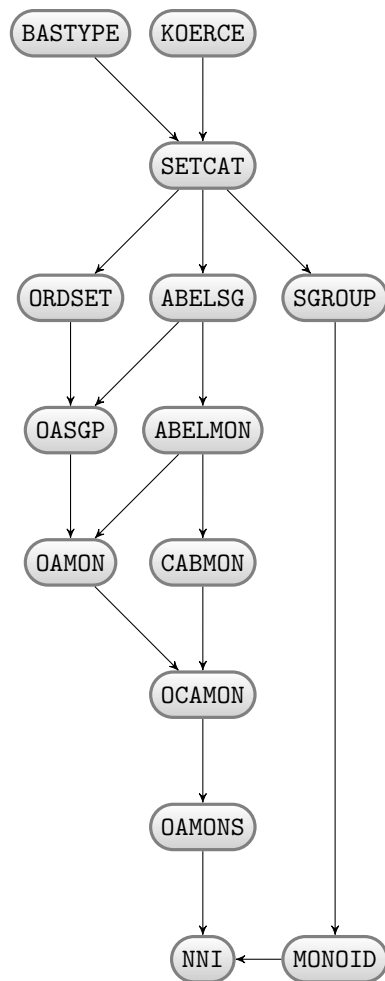 BASTYPE KOERCE
SETCAT
ORDSET ABELSG SGROUP
OASGP ABELMON
OAMON CABMON
OCAMON
OAMONS
NNI MONOID